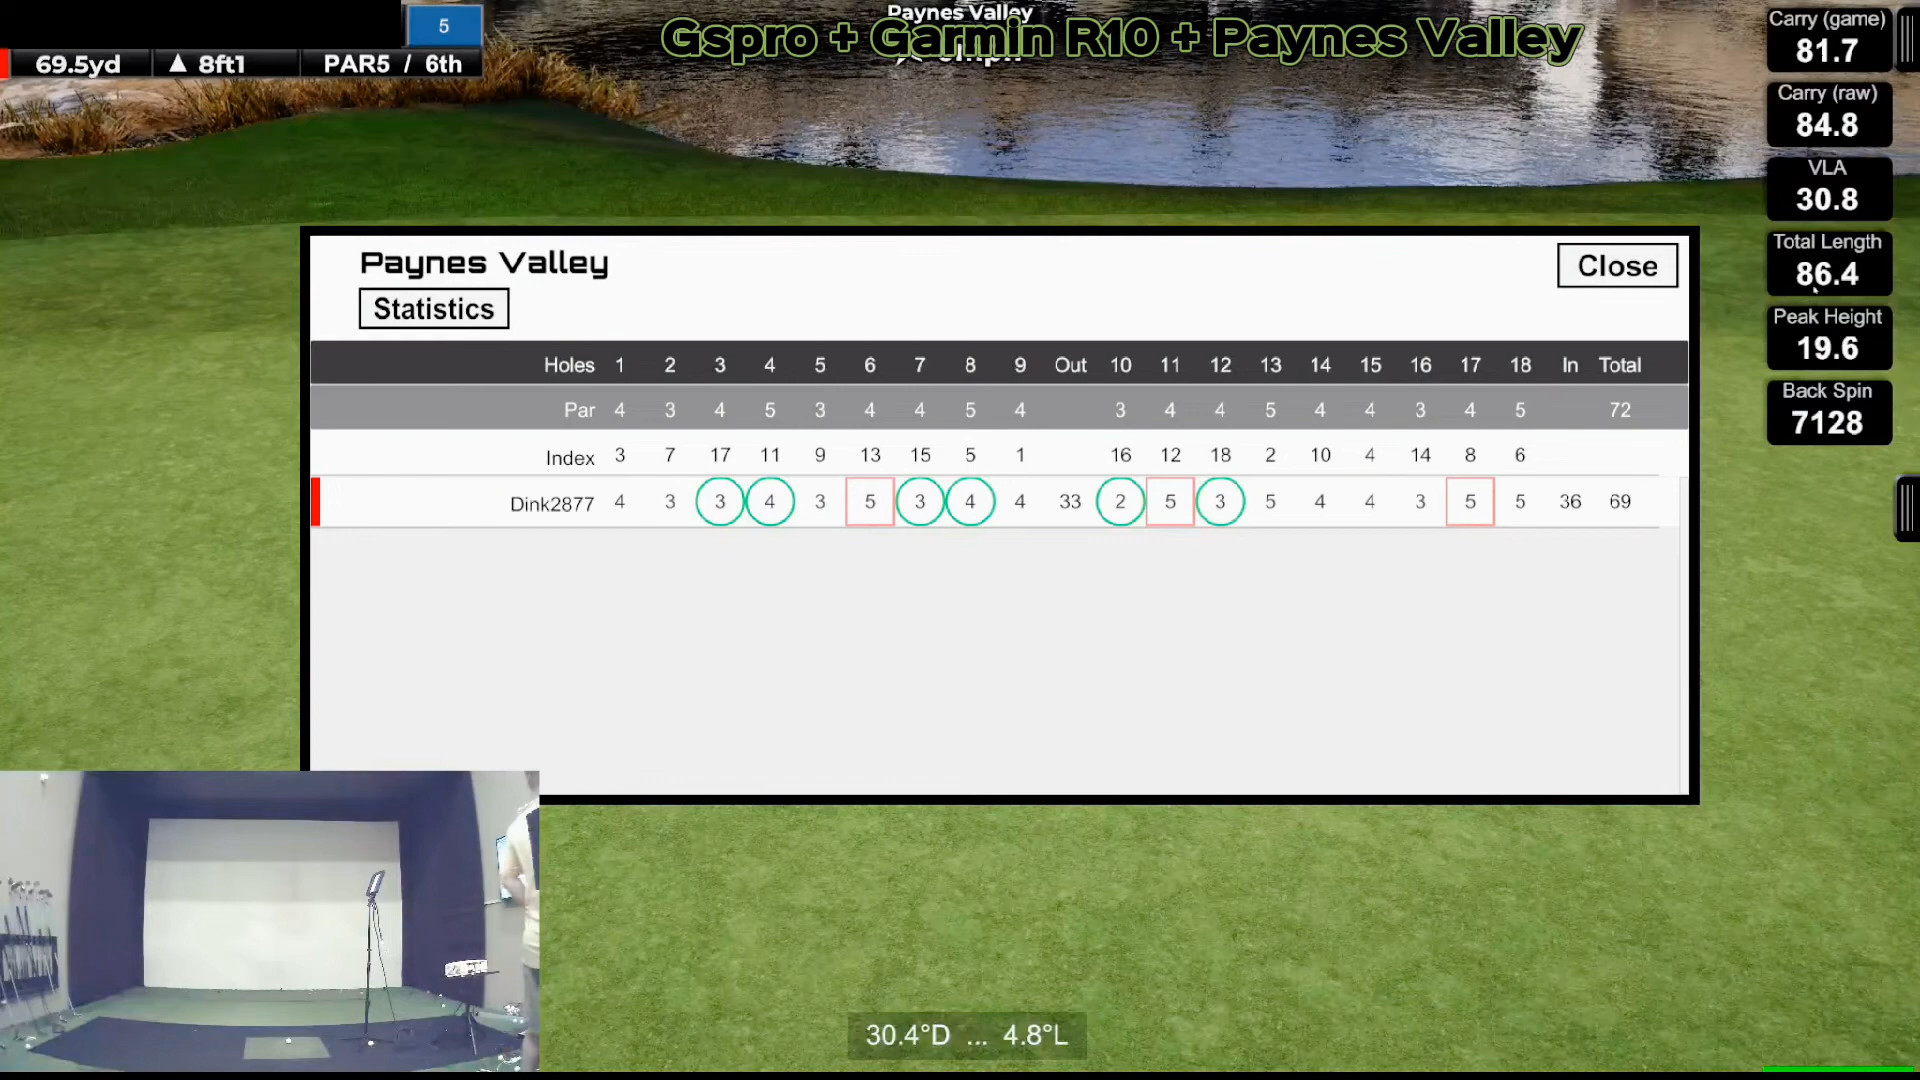 5
69.5yd ▲ 8ft1 PAR5 / 6th
Paynes Valley
Gspro + Garmin R10 + Paynes Valley
Carry (game)
81.7
Carry (raw)
84.8
VLA
30.8
Total Length
86.4
Peak Height
19.6
Back Spin
7128
Paynes Valley
Close
Statistics
Holes 1 2 3 4 5 6 7 8 9 Out 10 11 12 13 14 15 16 17 18 In Total
Par 4 3 4 5 3 4 4 5 4 3 4 4 5 4 4 3 4 5 72
Index 3 7 17 11 9 13 15 5 1 16 12 18 2 10 4 14 8 6
Dink2877 4 3 3 4 3 5 3 4 4 33 2 5 3 5 4 4 3 5 5 36 69
30.4°D ... 4.8°L